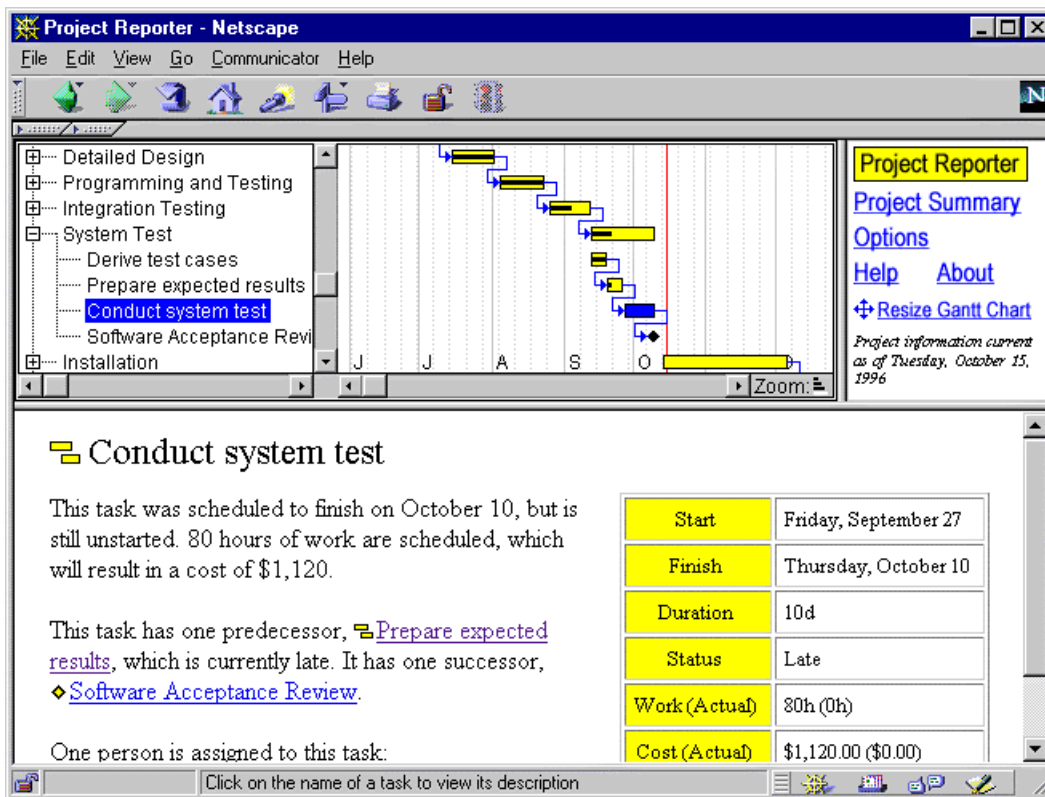 Project Reporter - Netscape
File Edit View Go Communicator Help
N
Detailed Design
Programming and Testing
Integration Testing
System Test
Derive test cases
Prepare expected results
Conduct system test
Software Acceptance Revi
Installation
J J A S O D
Zoom:
Project Reporter
Project Summary
Options
Help About
Resize Gantt Chart
Project information current
as of Tuesday, October 15,
1996
Conduct system test
This task was scheduled to finish on October 10, but is
still unstarted. 80 hours of work are scheduled, which
will result in a cost of $1,120.
This task has one predecessor, Prepare expected
results, which is currently late. It has one successor,
Software Acceptance Review.
One person is assigned to this task:
Start Friday, September 27
Finish Thursday, October 10
Duration 10d
Status Late
Work (Actual) 80h (0h)
Cost (Actual) $1,120.00 ($0.00)
Click on the name of a task to view its description